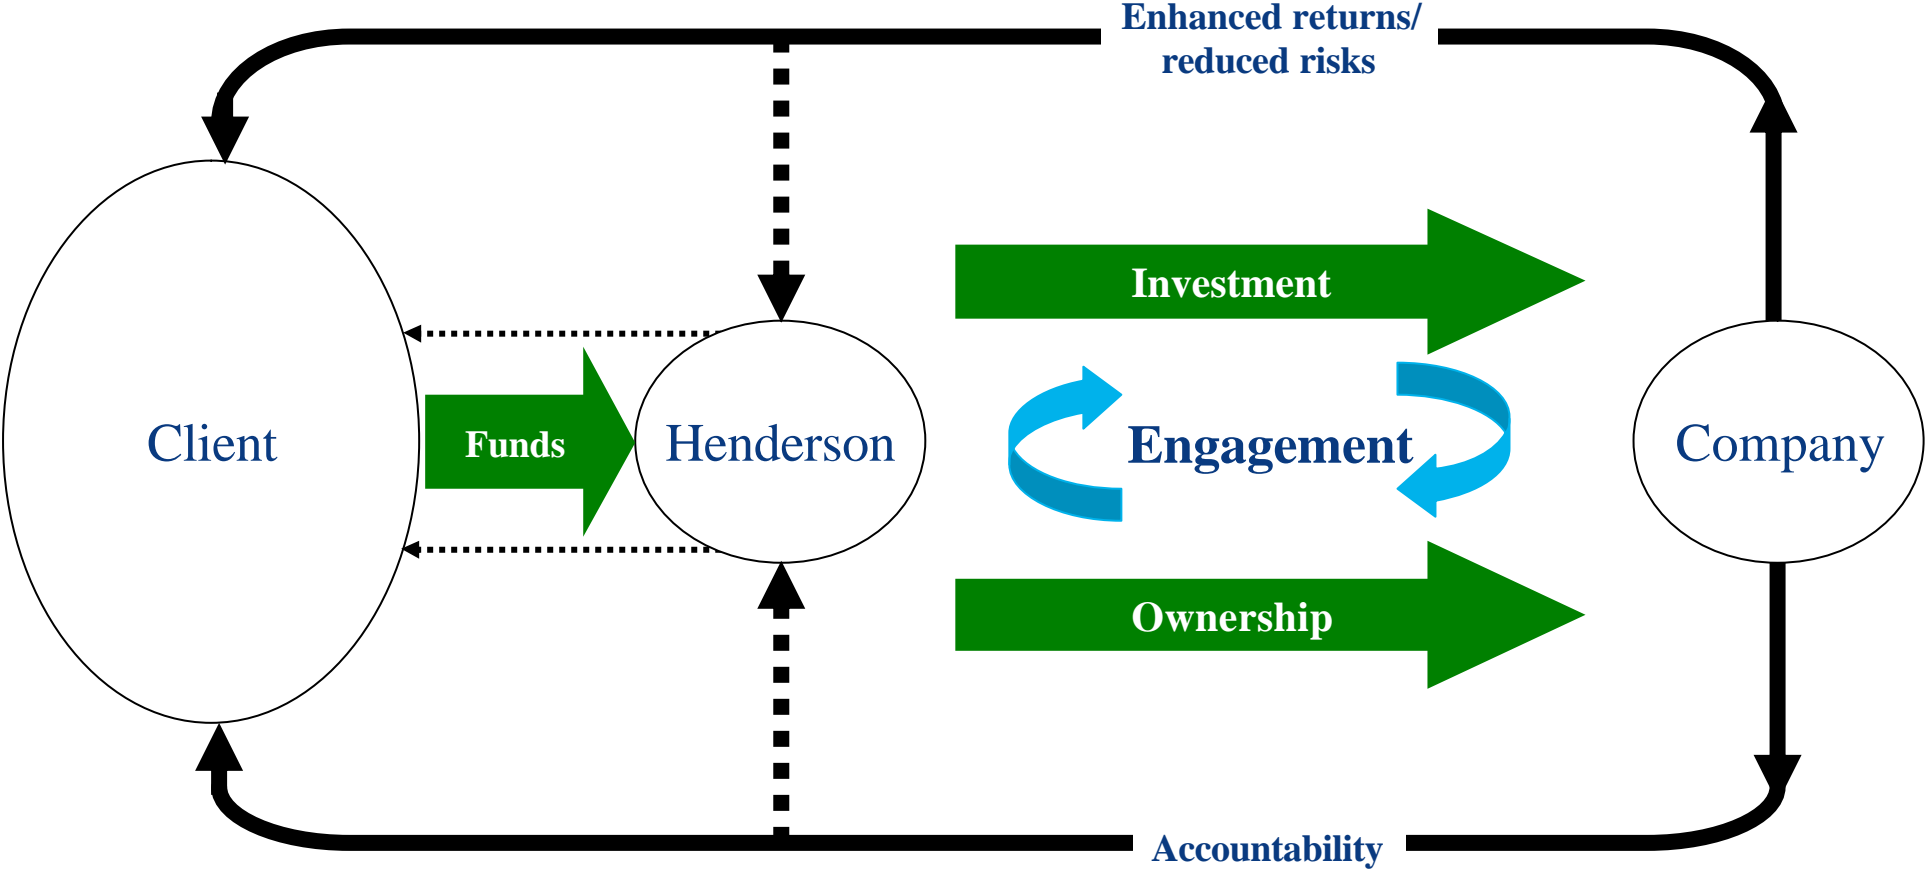 Enhanced returns/
reduced risks
Investment
Client
Funds
Henderson
Engagement
Company
Ownership
Accountability